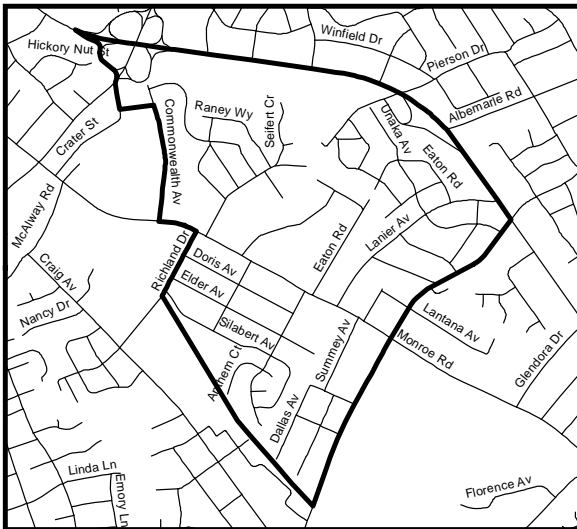 Winfield Dr
Hickory Nut St
Pierson Dr
Albemarle Rd
Raney Wy
Seifert Cr
Commonwealth Av
Unaka Av
Crater St
Eaton Rd
McAlway Rd
Lanier Av
Eaton Rd
Richland Dr
Doris Av
Craig Av
Elder Av
Nancy Dr
Silabert Av
Summey Av
Lantana Av
Monroe Rd
Glendora Dr
Anthem Ct
Dallas Av
Linda Ln
Emory Ln
Florence Av